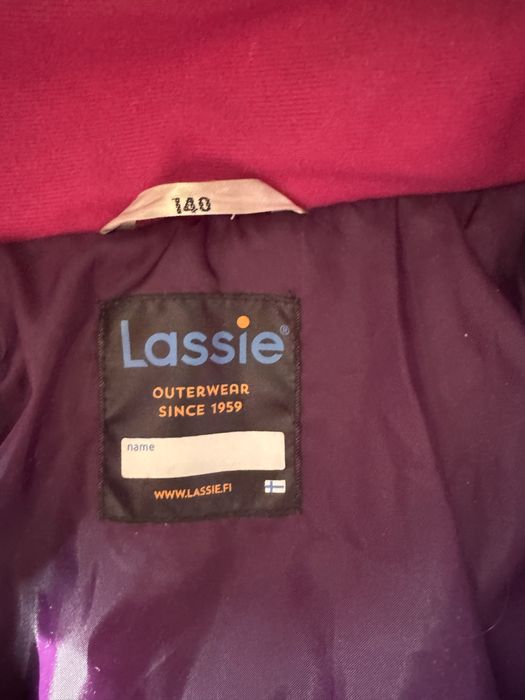 140
Lassie®
OUTERWEAR
SINCE 1959
name
WWW.LASSIE.FI